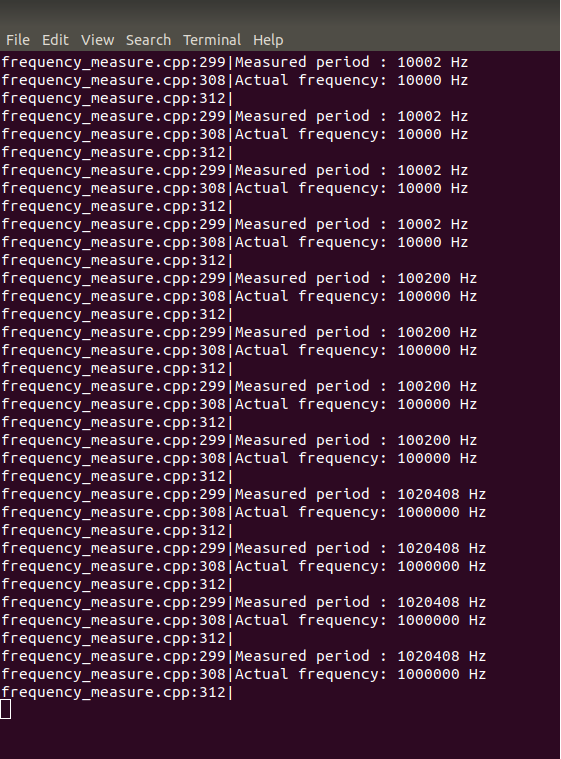 File Edit View Search Terminal Help
frequency_measure.cpp:299|Measured period : 10002 Hz
frequency_measure.cpp:308|Actual frequency: 10000 Hz
frequency_measure.cpp:312|
frequency_measure.cpp:299|Measured period : 10002 Hz
frequency_measure.cpp:308|Actual frequency: 10000 Hz
frequency_measure.cpp:312|
frequency_measure.cpp:299|Measured period : 10002 Hz
frequency_measure.cpp:308|Actual frequency: 10000 Hz
frequency_measure.cpp:312|
frequency_measure.cpp:299|Measured period : 10002 Hz
frequency_measure.cpp:308|Actual frequency: 10000 Hz
frequency_measure.cpp:312|
frequency_measure.cpp:299|Measured period : 100200 Hz
frequency_measure.cpp:308|Actual frequency: 100000 Hz
frequency_measure.cpp:312|
frequency_measure.cpp:299|Measured period : 100200 Hz
frequency_measure.cpp:308|Actual frequency: 100000 Hz
frequency_measure.cpp:312|
frequency_measure.cpp:299|Measured period : 100200 Hz
frequency_measure.cpp:308|Actual frequency: 100000 Hz
frequency_measure.cpp:312|
frequency_measure.cpp:299|Measured period : 100200 Hz
frequency_measure.cpp:308|Actual frequency: 100000 Hz
frequency_measure.cpp:312|
frequency_measure.cpp:299|Measured period : 1020408 Hz
frequency_measure.cpp:308|Actual frequency: 1000000 Hz
frequency_measure.cpp:312|
frequency_measure.cpp:299|Measured period : 1020408 Hz
frequency_measure.cpp:308|Actual frequency: 1000000 Hz
frequency_measure.cpp:312|
frequency_measure.cpp:299|Measured period : 1020408 Hz
frequency_measure.cpp:308|Actual frequency: 1000000 Hz
frequency_measure.cpp:312|
frequency_measure.cpp:299|Measured period : 1020408 Hz
frequency_measure.cpp:308|Actual frequency: 1000000 Hz
frequency_measure.cpp:312|